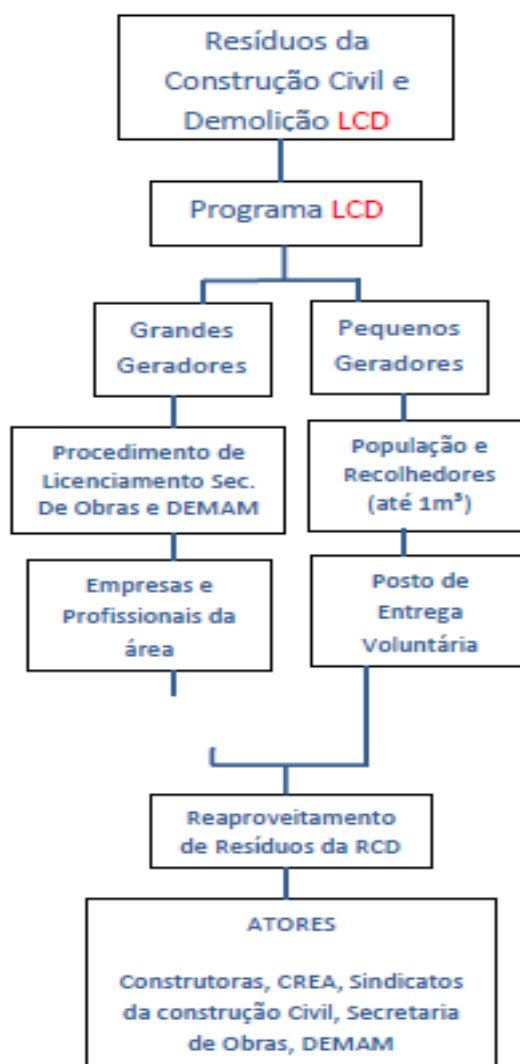 Resíduos da
Construção Civil e
Demolição LCD
Programa LCD
Grandes
Geradores
Pequenos
Geradores
Procedimento de
Licenciamento Sec.
De Obras e DEMAM
População e
Recolhedores
(até 1m³)
Empresas e
Profissionais da
área
Posto de
Entrega
Voluntária
Reaproveitamento
de Resíduos da RCD
ATORES
Construtoras, CREA, Sindicatos
da construção Civil, Secretaria
de Obras, DEMAM